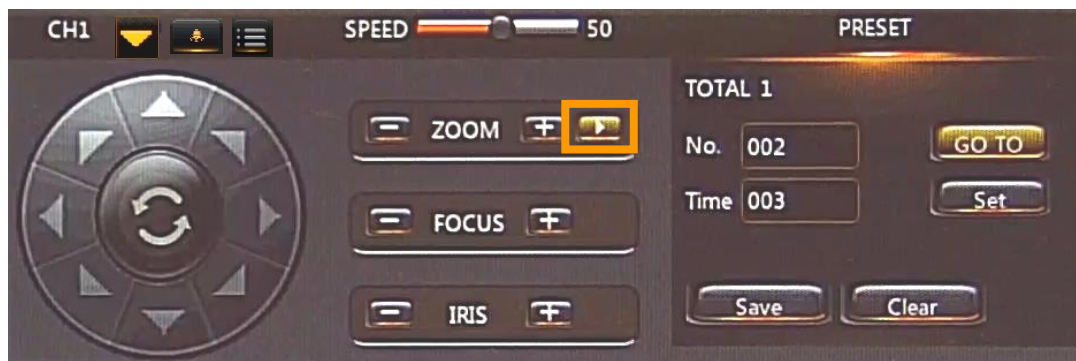 CH1 SPEED 50 PRESET
TOTAL 1
- ZOOM +
No. 002 GO TO
Time 003 Set
- FOCUS +
- IRIS +
Save Clear